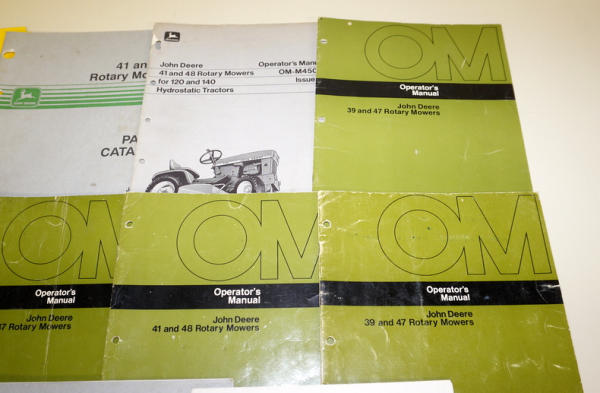 41 and
Rotary Mo
JOHN DEERE
PA
CATA
John Deere
41 and 48 Rotary Mowers
for 120 and 140
Hydrostatic Tractors
Operator's Manu
OM-M450
Issue
OM
Operator's
Manual
John Deere
39 and 47 Rotary Mowers
OM
Operator's
Manual
John Deere
47 Rotary Mowers
OM
Operator's
Manual
John Deere
41 and 48 Rotary Mowers
OM
Operator's
Manual
John Deere
39 and 47 Rotary Mowers